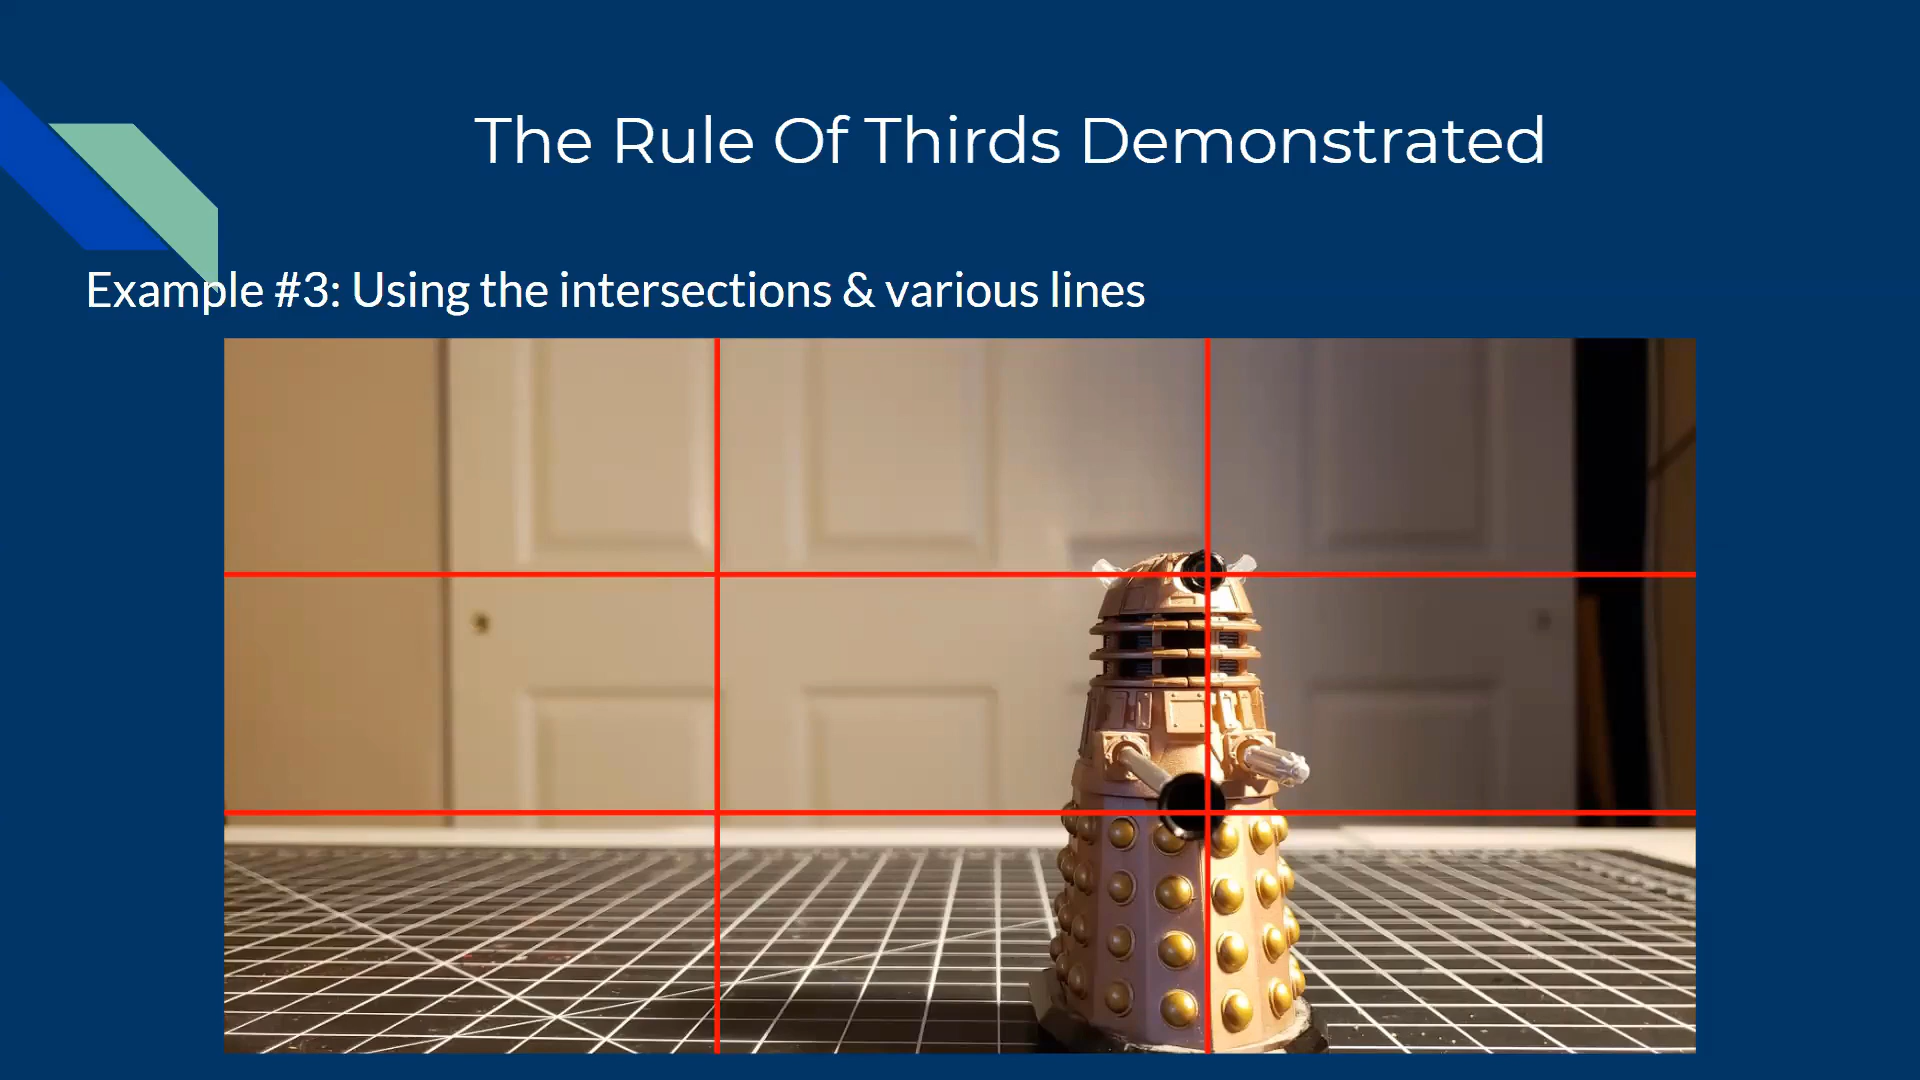 The Rule Of Thirds Demonstrated
Example #3: Using the intersections & various lines